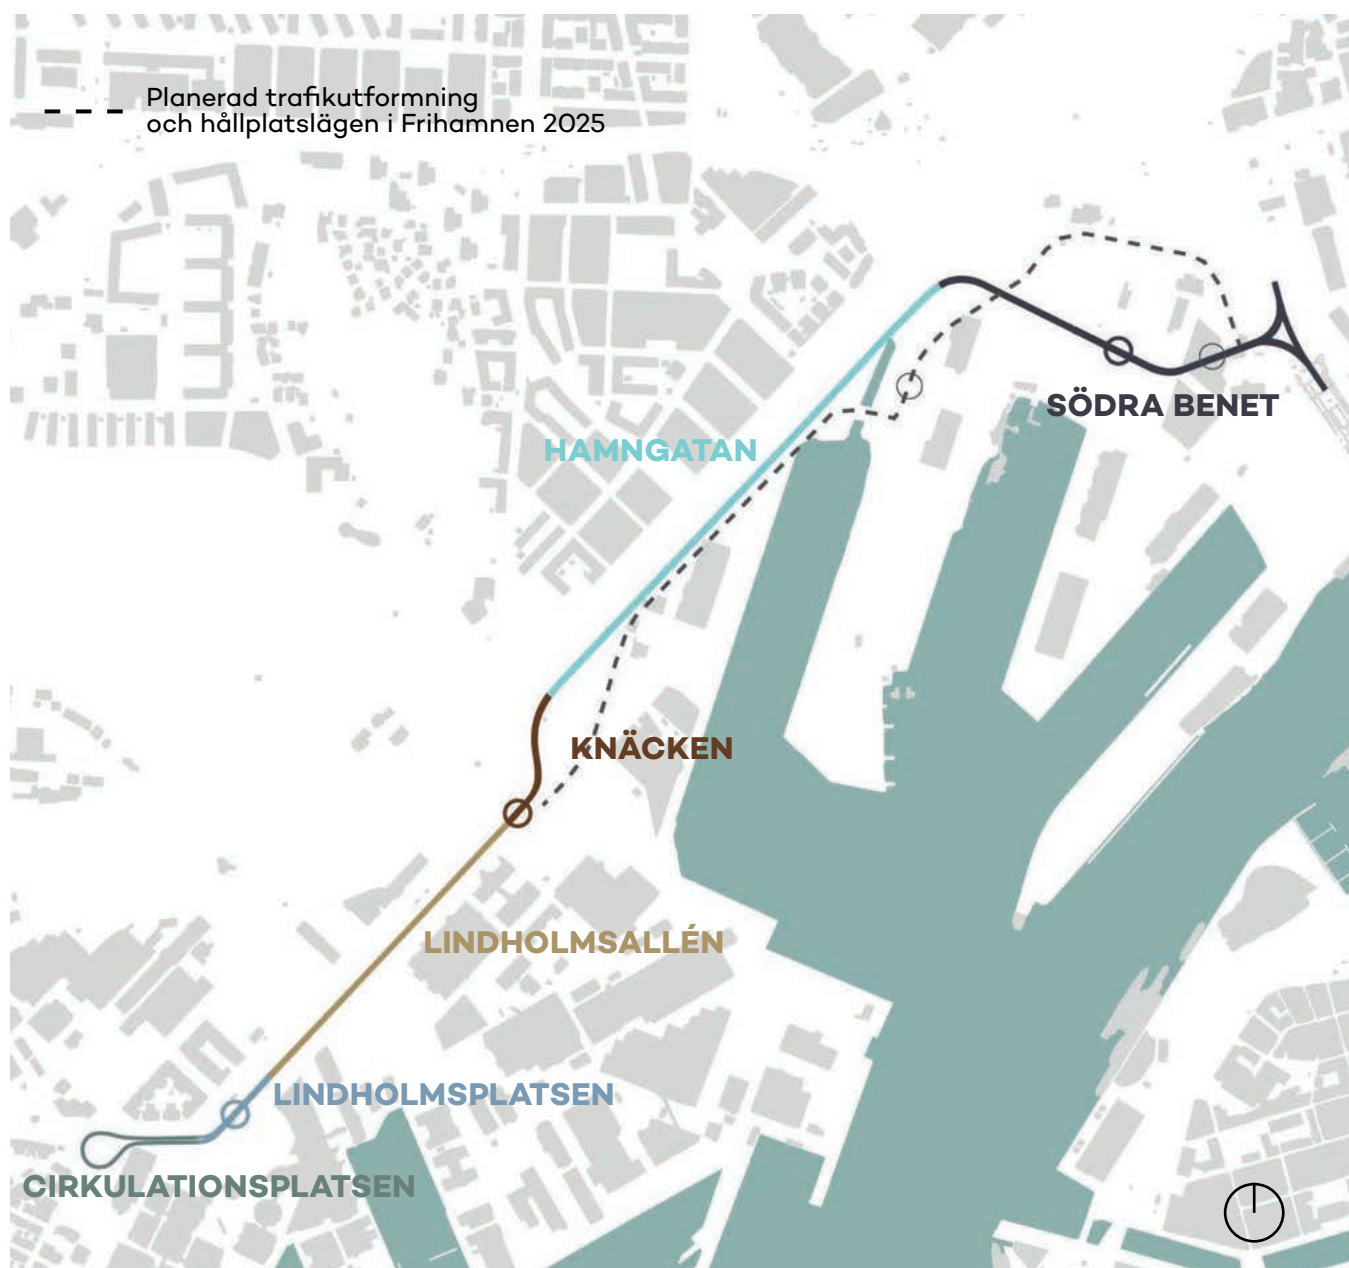 Planerad trafikutformning
och hållplatslägen i Frihamnen 2025
SÖDRA BENET
HAMNGATAN
KNÄCKEN
LINDHOLMSALLÉN
LINDHOLMSPLATSEN
CIRKULATIONSPLATSEN